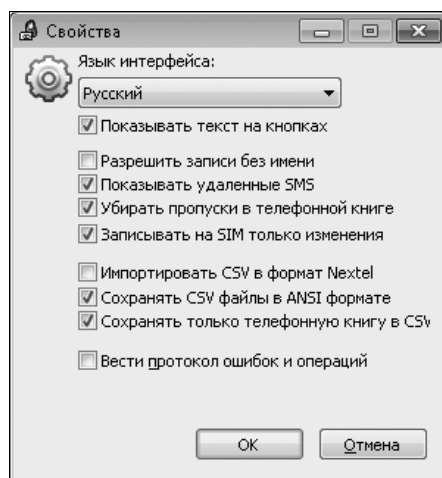 Свойства
Язык интерфейса:
Русский
Показывать текст на кнопках
Разрешить записи без имени
Показывать удаленные SMS
Убирать пропуски в телефонной книге
Записывать на SIM только изменения
Импортировать CSV в формат Nextel
Сохранять CSV файлы в ANSI формате
Сохранять только телефонную книгу в CSV
Вести протокол ошибок и операций
ОК
Отмена